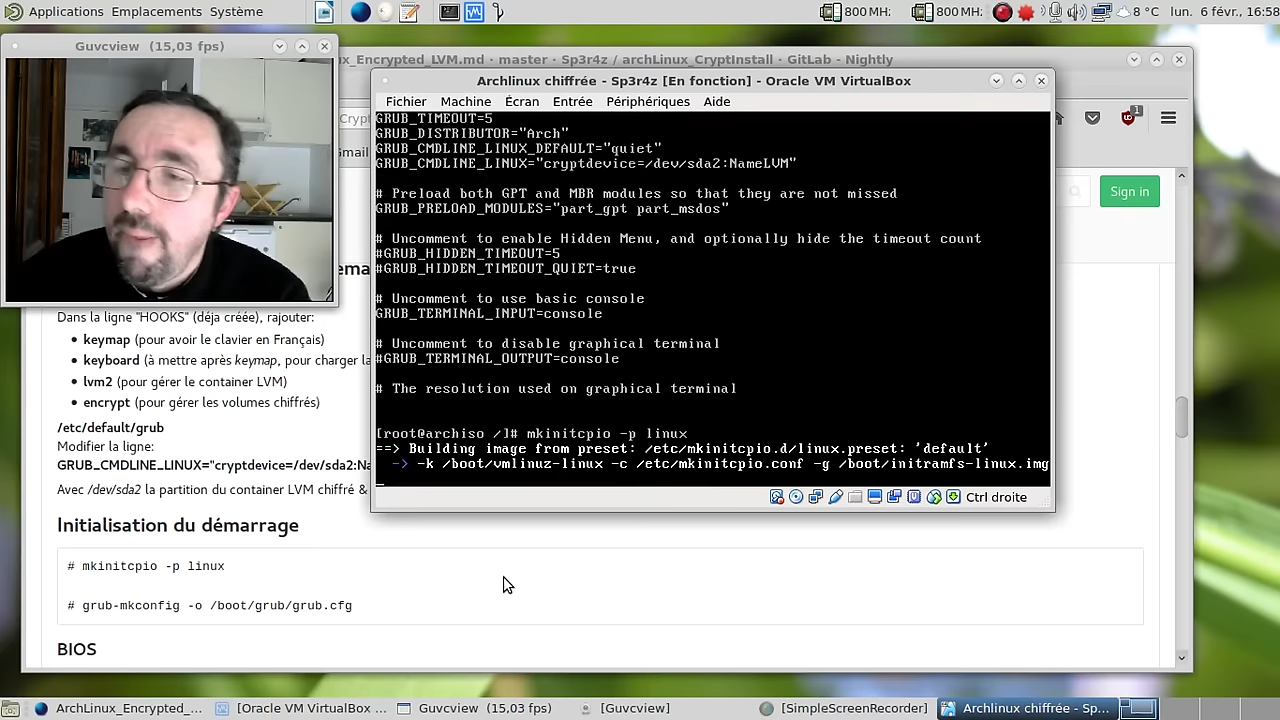 Applications Emplacements Système
800 MHz
800 MHz
8 °C
lun. 6 févr., 16:58
Guvcview (15,03 fps)
x_Encrypted_LVM.md · master · Sp3r4z / archLinux_CryptInstall · GitLab - Nightly
Archlinux chiffrée - Sp3r4z [En fonction] - Oracle VM VirtualBox
Fichier Machine Écran Entrée Périphériques Aide
Crypt
1
mail
Sign in
GRUB_TIMEOUT=5
GRUB_DISTRIBUTOR="Arch"
GRUB_CMDLINE_LINUX_DEFAULT="quiet"
GRUB_CMDLINE_LINUX="cryptdevice=/dev/sda2:NameLVM"
# Preload both GPT and MBR modules so that they are not missed
GRUB_PRELOAD_MODULES="part_gpt part_msdos"
# Uncomment to enable Hidden Menu, and optionally hide the timeout count
#GRUB_HIDDEN_TIMEOUT=5
#GRUB_HIDDEN_TIMEOUT_QUIET=true
# Uncomment to use basic console
GRUB_TERMINAL_INPUT=console
# Uncomment to disable graphical terminal
#GRUB_TERMINAL_OUTPUT=console
# The resolution used on graphical terminal
[root@archiso /]# mkinitcpio -p linux
==> Building image from preset: /etc/mkinitcpio.d/linux.preset: 'default'
-> -k /boot/vmlinuz-linux -c /etc/mkinitcpio.conf -g /boot/initramfs-linux.img
Ctrl droite
Dans la ligne "HOOKS" (déja créée), rajouter:
• keymap (pour avoir le clavier en Français)
• keyboard (à mettre après keymap, pour charger la
• lvm2 (pour gérer le container LVM)
• encrypt (pour gérer les volumes chiffrés)
/etc/default/grub
Modifier la ligne:
GRUB_CMDLINE_LINUX="cryptdevice=/dev/sda2:Na
Avec /dev/sda2 la partition du container LVM chiffré &
Initialisation du démarrage
# mkinitcpio -p linux
# grub-mkconfig -o /boot/grub/grub.cfg
BIOS
ArchLinux_Encrypted_...
[Oracle VM VirtualBox ...
Guvcview (15,03 fps)
[Guvcview]
[SimpleScreenRecorder]
Archlinux chiffrée - Sp...